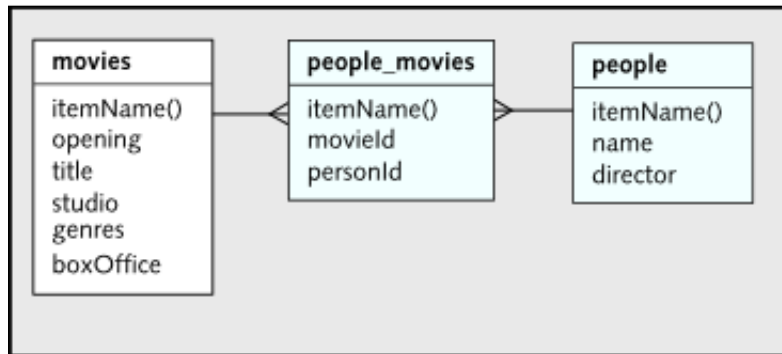 movies
itemName()
opening
title
studio
genres
boxOffice
people_movies
itemName()
movieId
personId
people
itemName()
name
director